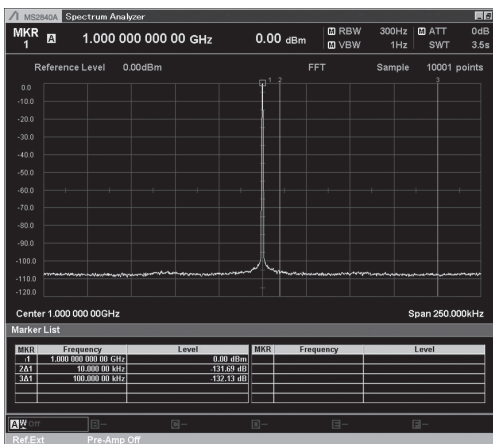 MS2840A Spectrum Analyzer
MKR 1 A 1.000 000 000 00 GHz 0.00 dBm
M RBW 300Hz M ATT 0dB
M VBW 1Hz SWT 3.5s
Reference Level 0.00dBm FFT Sample 10001 points
1 2 3
0.0
-10.0
-20.0
-30.0
-40.0
-50.0
-60.0
-70.0
-80.0
-90.0
-100.0
-110.0
-120.0
Center 1.000 000 00GHz Span 250.000kHz
Marker List
MKR Frequency Level MKR Frequency Level
1 1.000 000 000 00 GHz 0.00 dBm
2Δ1 10.000 00 kHz -131.69 dB
3Δ1 100.000 00 kHz -132.13 dB
A W Off B-- C-- D-- E-- F--
Ref.Ext Pre-Amp Off